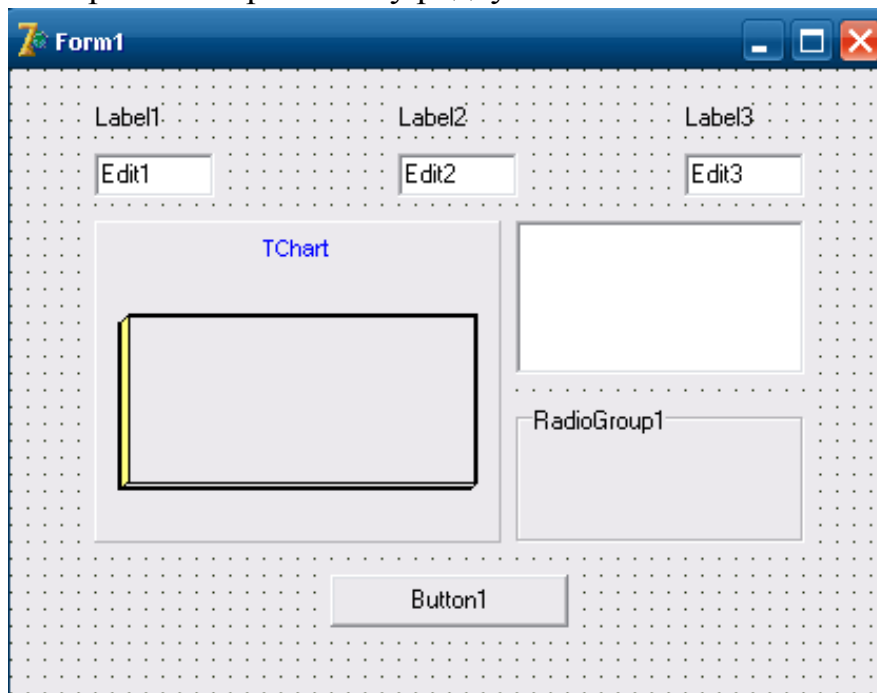 Form1
Label1 Label2 Label3
Edit1 Edit2 Edit3
TChart
RadioGroup1
Button1